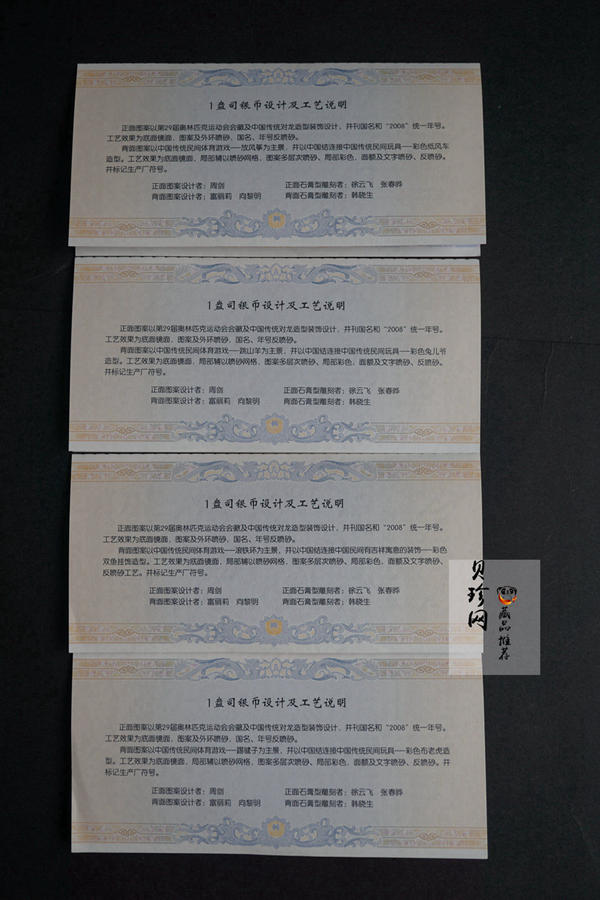 1盎司银币设计及工艺说明
正面图案以第29届奥林匹克运动会会徽及中国传统对龙造型装饰设计，并刊国名和“2008”统一年号。
工艺效果为底面镜面，图案及外环喷砂，国名、年号反喷砂。
背面图案以中国传统民间体育游戏——放风筝为主景，并以中国结连接中国传统民间玩具——彩色纸风车
造型。工艺效果为底面镜面，局部辅以喷砂网格，图案多层次喷砂、局部彩色，面额及文字喷砂、反喷砂。
并标记生产厂符号。
正面图案设计者：周剑 正面石膏型雕刻者：徐云飞 张春晔
背面图案设计者：富丽莉 向黎明 背面石膏型雕刻者：韩晓生
1盎司银币设计及工艺说明
正面图案以第29届奥林匹克运动会会徽及中国传统对龙造型装饰设计，并刊国名和“2008”统一年号。
工艺效果为底面镜面，图案及外环喷砂，国名、年号反喷砂。
背面图案以中国传统民间体育游戏——跳山羊为主景，并以中国结连接中国传统民间玩具——彩色兔儿爷
造型。工艺效果为底面镜面，局部辅以喷砂网格，图案多层次喷砂、局部彩色，面额及文字喷砂、反喷砂。
并标记生产厂符号。
正面图案设计者：周剑 正面石膏型雕刻者：徐云飞 张春晔
背面图案设计者：富丽莉 向黎明 背面石膏型雕刻者：韩晓生
1盎司银币设计及工艺说明
正面图案以第29届奥林匹克运动会会徽及中国传统对龙造型装饰设计，并刊国名和“2008”统一年号。
工艺效果为底面镜面，图案及外环喷砂，国名、年号反喷砂。
背面图案以中国传统民间体育游戏——滚铁环为主景，并以中国结连接中国民间有吉祥寓意的装饰——彩色
双鱼挂饰造型。工艺效果为底面镜面，局部辅以喷砂网格，图案多层次喷砂、局部彩色，面额及文字喷砂、
反喷砂工艺。并标记生产厂符号。
正面图案设计者：周剑 正面石膏型雕刻者：徐云飞 张春晔
背面图案设计者：富丽莉 向黎明 背面石膏型雕刻者：韩晓生
贝珍网
藏品推荐
1盎司银币设计及工艺说明
正面图案以第29届奥林匹克运动会会徽及中国传统对龙造型装饰设计，并刊国名和“2008”统一年号。
工艺效果为底面镜面，图案及外环喷砂，国名、年号反喷砂。
背面图案以中国传统民间体育游戏——踢毽子为主景，并以中国结连接中国传统民间玩具——彩色布老虎造
型。工艺效果为底面镜面，局部辅以喷砂网格，图案多层次喷砂、局部彩色，面额及文字喷砂、反喷砂。并
标记生产厂符号。
正面图案设计者：周剑 正面石膏型雕刻者：徐云飞 张春晔
背面图案设计者：富丽莉 向黎明 背面石膏型雕刻者：韩晓生